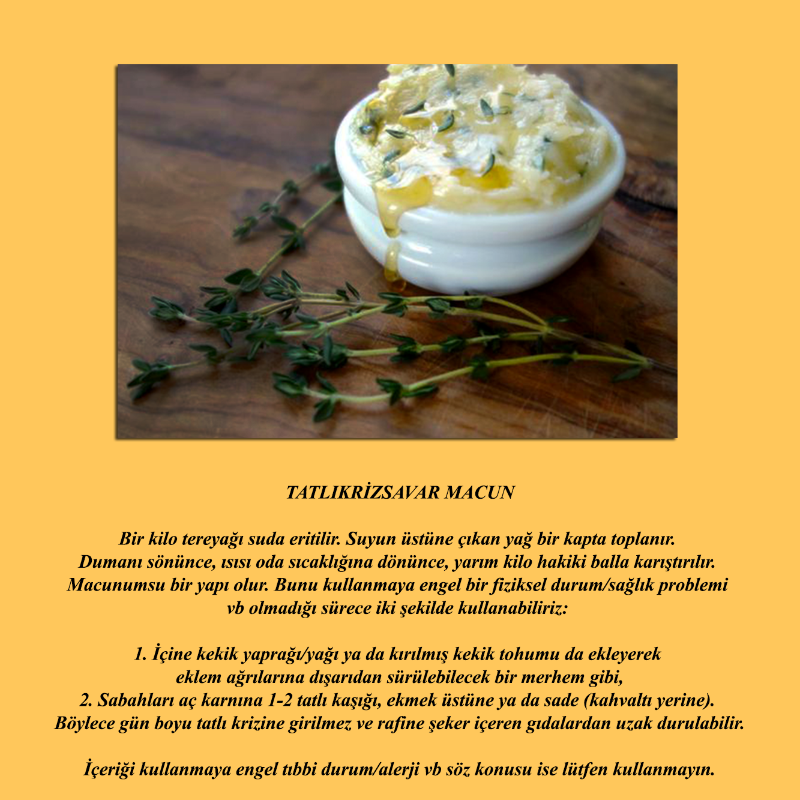 TATLIKRİZSAVAR MACUN
Bir kilo tereyağı suda eritilir. Suyun üstüne çıkan yağ bir kapta toplanır.
Dumanı sönünce, ısısı oda sıcaklığına dönünce, yarım kilo hakiki balla karıştırılır.
Macunumsu bir yapı olur. Bunu kullanmaya engel bir fiziksel durum/sağlık problemi
vb olmadığı sürece iki şekilde kullanabiliriz:
1. İçine kekik yaprağı/yağı ya da kırılmış kekik tohumu da ekleyerek
eklem ağrılarına dışarıdan sürülebilecek bir merhem gibi,
2. Sabahları aç karnına 1-2 tatlı kaşığı, ekmek üstüne ya da sade (kahvaltı yerine).
Böylece gün boyu tatlı krizine girilmez ve rafine şeker içeren gıdalardan uzak durulabilir.
İçeriği kullanmaya engel tıbbi durum/alerji vb söz konusu ise lütfen kullanmayın.